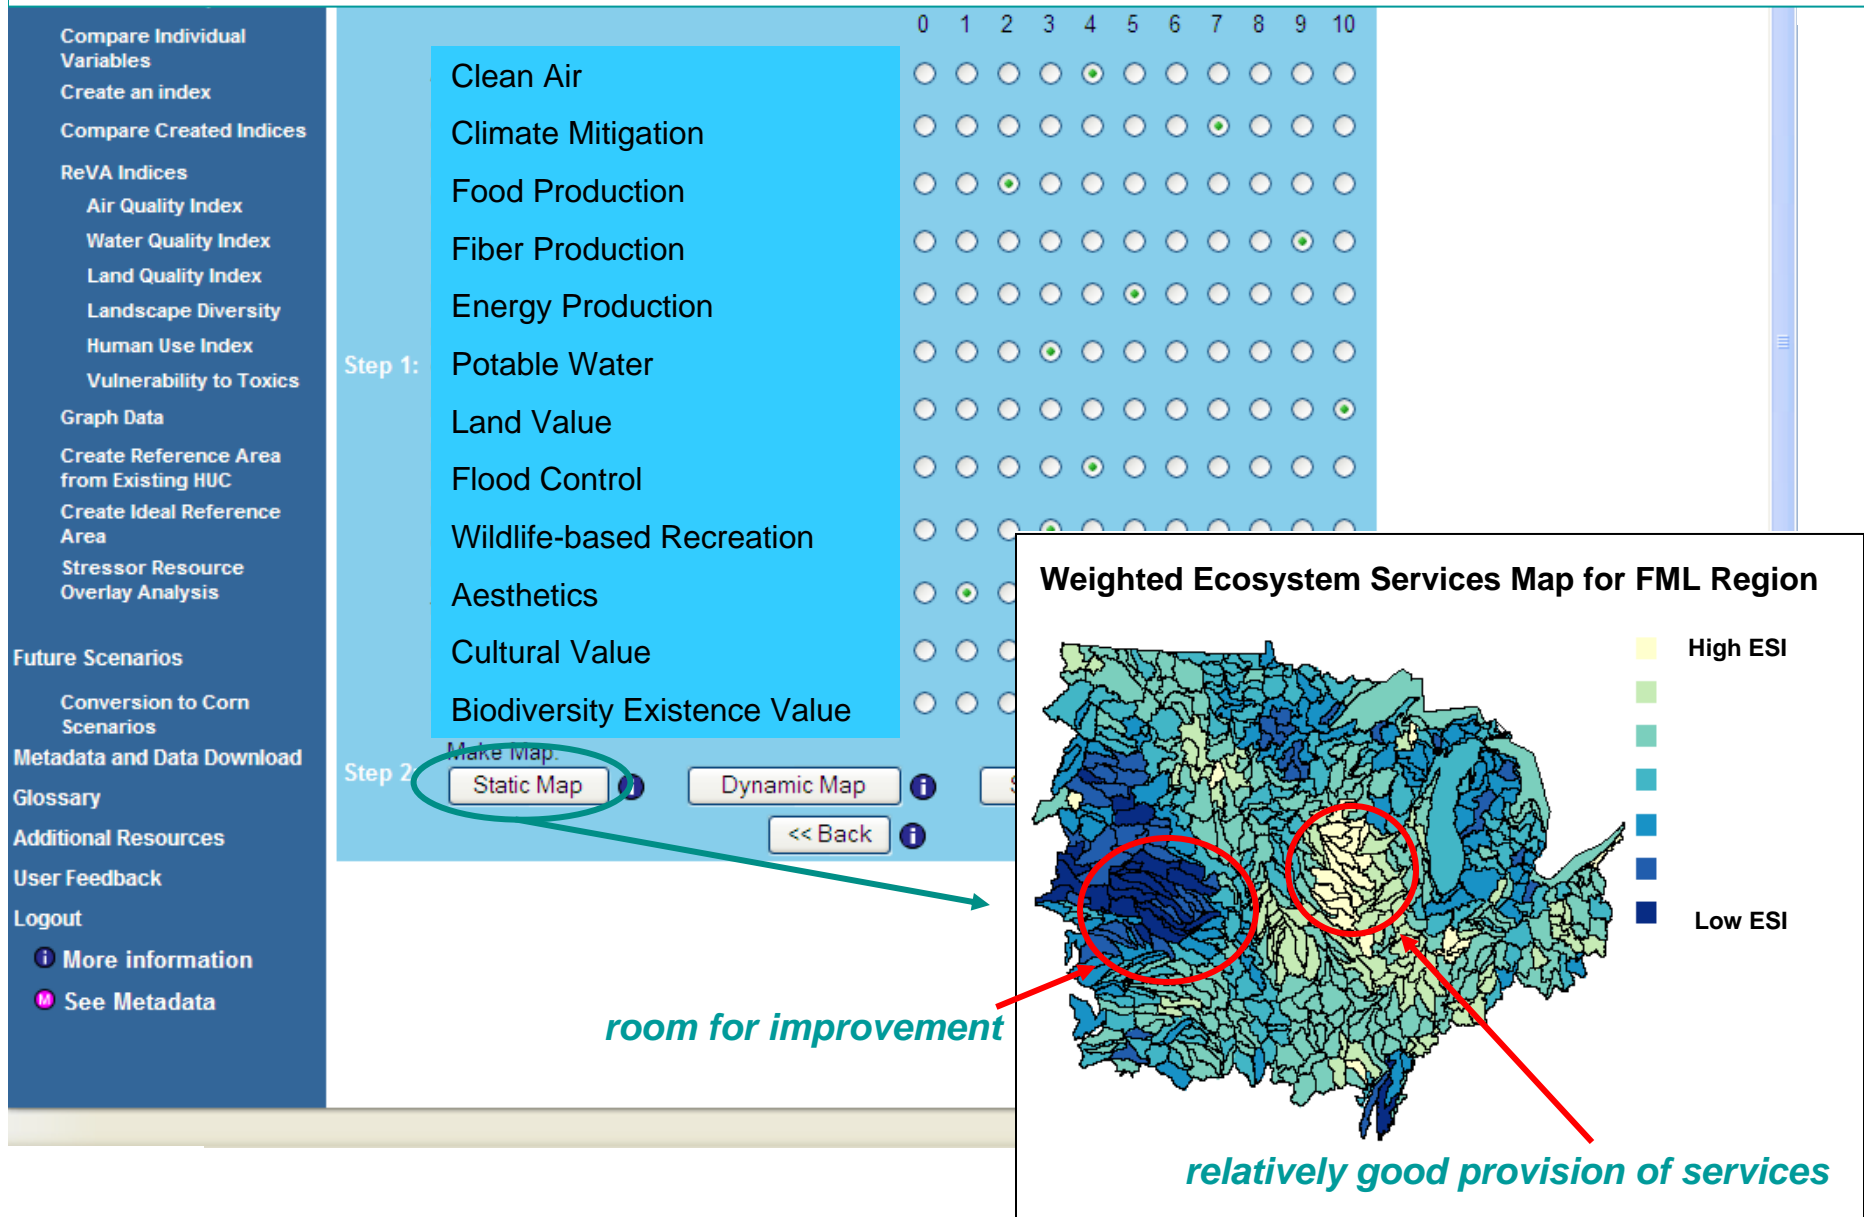 Compare Individual
Variables
Create an index
Compare Created Indices
ReVA Indices
Air Quality Index
Water Quality Index
Land Quality Index
Landscape Diversity
Human Use Index
Vulnerability to Toxics
Graph Data
Create Reference Area
from Existing HUC
Create Ideal Reference
Area
Stressor Resource
Overlay Analysis
Future Scenarios
Conversion to Corn
Scenarios
Metadata and Data Download
Glossary
Additional Resources
User Feedback
Logout
More information
See Metadata
0 1 2 3 4 5 6 7 8 9 10
Step 1:
Clean Air
Climate Mitigation
Food Production
Fiber Production
Energy Production
Potable Water
Land Value
Flood Control
Wildlife-based Recreation
Aesthetics
Cultural Value
Biodiversity Existence Value
Step 2:
Make Map:
Static Map
Dynamic Map
<< Back
room for improvement
Weighted Ecosystem Services Map for FML Region
High ESI
Low ESI
relatively good provision of services